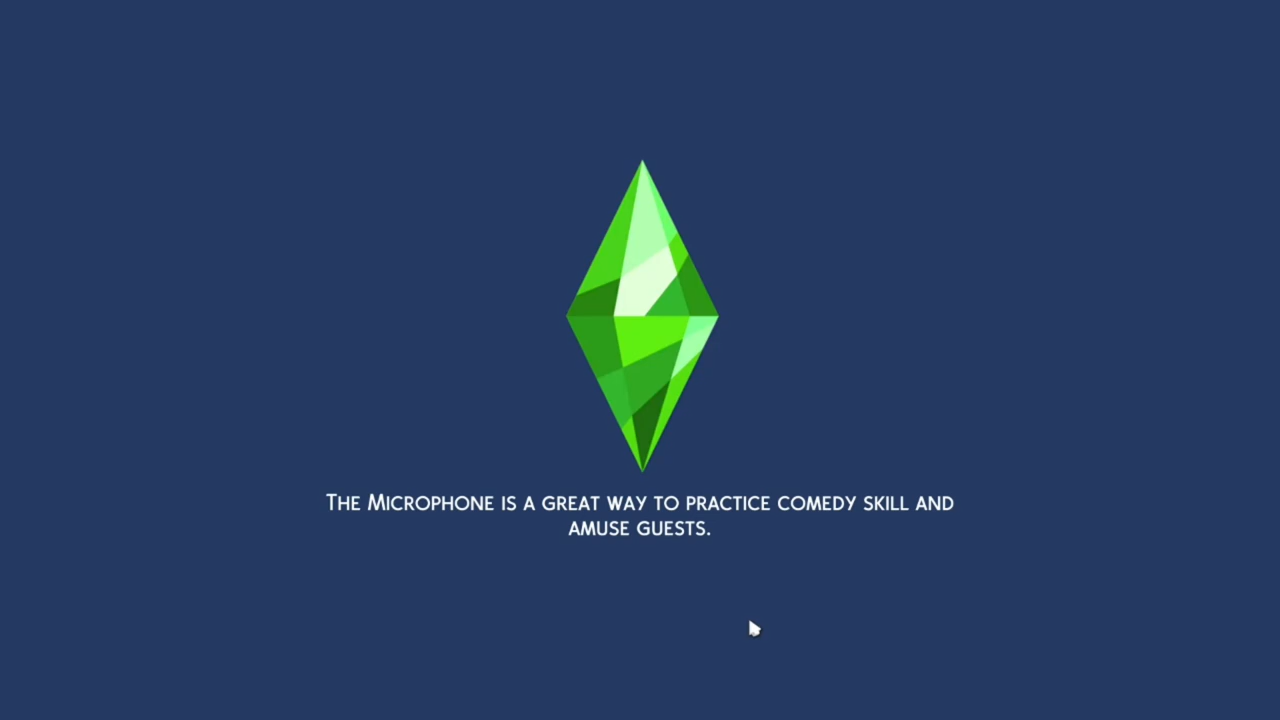 The Microphone is a great way to practice comedy skill and
amuse guests.